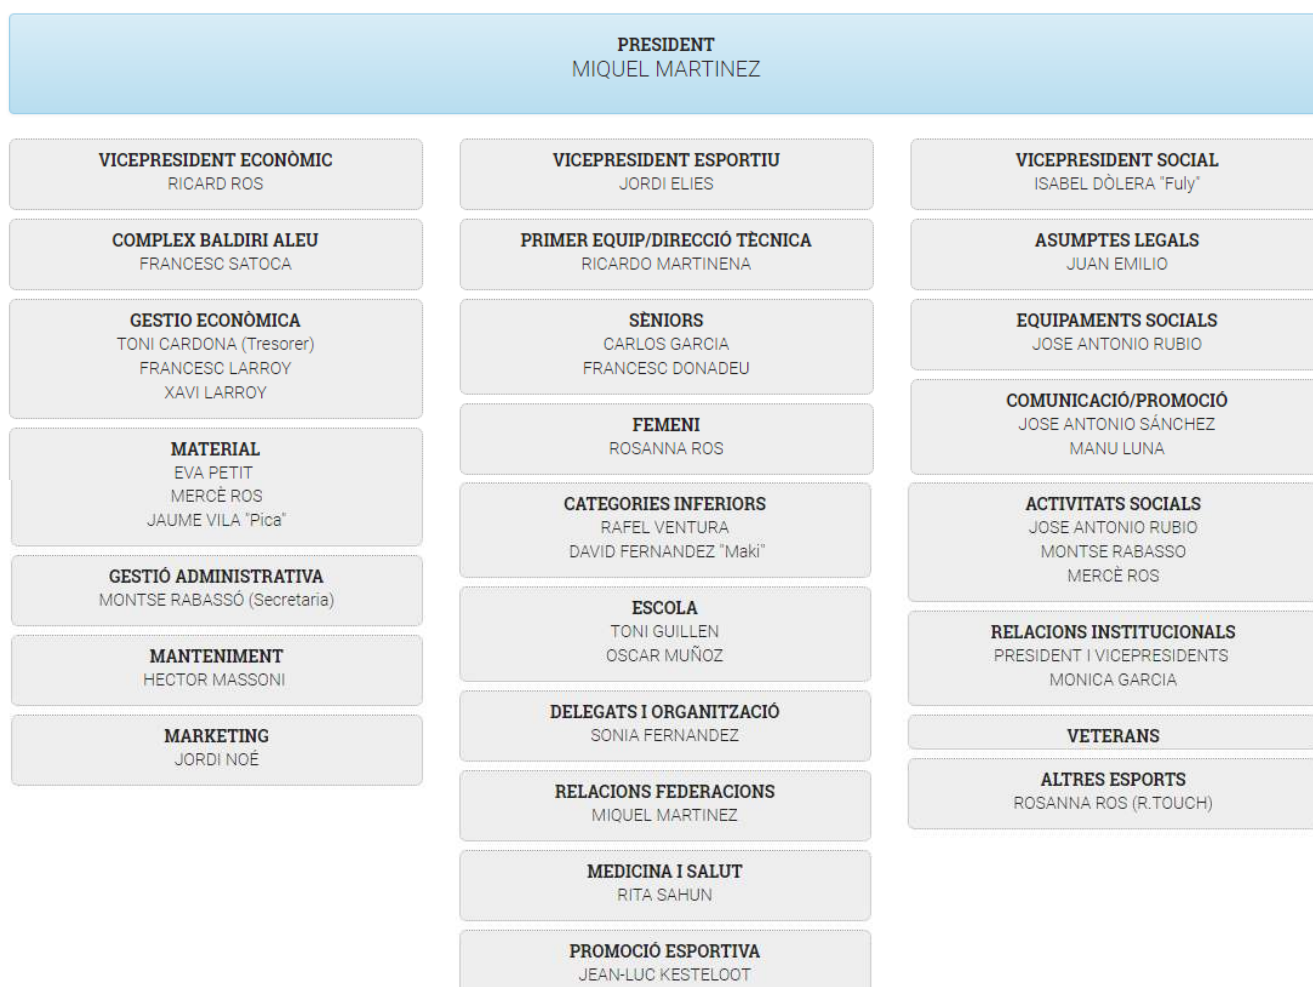 PRESIDENT
MIQUEL MARTINEZ
VICEPRESIDENT ECONÒMIC
RICARD ROS
COMPLEX BALDIRI ALEU
FRANCESC SATOCA
GESTIO ECONÒMICA
TONI CARDONA (Tresorer)
FRANCESC LARROY
XAVI LARROY
MATERIAL
EVA PETIT
MERCÈ ROS
JAUME VILA "Pica"
GESTIÓ ADMINISTRATIVA
MONTSE RABASSÓ (Secretaria)
MANTENIMENT
HECTOR MASSONI
MARKETING
JORDI NOÉ
VICEPRESIDENT ESPORTIU
JORDI ELIES
PRIMER EQUIP/DIRECCIÓ TÈCNICA
RICARDO MARTINENA
SÈNIORS
CARLOS GARCIA
FRANCESC DONADEU
FEMENI
ROSANNA ROS
CATEGORIES INFERIORS
RAFEL VENTURA
DAVID FERNANDEZ "Maki"
ESCOLA
TONI GUILLEN
OSCAR MUÑOZ
DELEGATS I ORGANITZACIÓ
SONIA FERNANDEZ
RELACIONS FEDERACIONS
MIQUEL MARTINEZ
MEDICINA I SALUT
RITA SAHUN
PROMOCIÓ ESPORTIVA
JEAN-LUC KESTELOOT
VICEPRESIDENT SOCIAL
ISABEL DÒLERA "Fuly"
ASUMPTES LEGALS
JUAN EMILIO
EQUIPAMENTS SOCIALS
JOSE ANTONIO RUBIO
COMUNICACIÓ/PROMOCIÓ
JOSE ANTONIO SÁNCHEZ
MANU LUNA
ACTIVITATS SOCIALS
JOSE ANTONIO RUBIO
MONTSE RABASSO
MERCÈ ROS
RELACIONS INSTITUCIONALS
PRESIDENT I VICEPRESIDENTS
MONICA GARCIA
VETERANS
ALTRES ESPORTS
ROSANNA ROS (R.TOUCH)